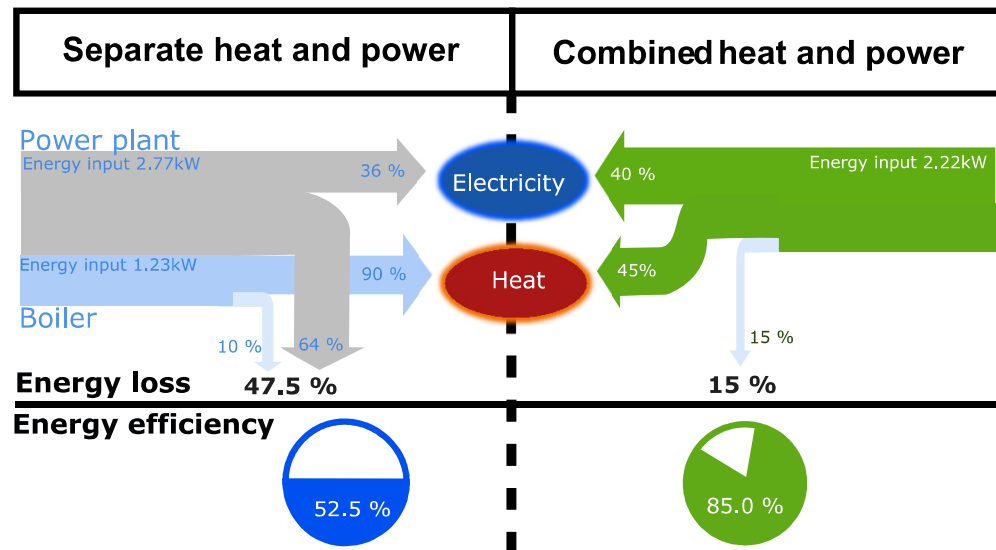 Separate heat and power
Combined heat and power
Power plant
Energy input 2.77kW
36 %
Electricity
40 %
Energy input 2.22kW
Energy input 1.23kW
90 %
Heat
45%
Boiler
10 %
64 %
15 %
Energy loss
47.5 %
15 %
Energy efficiency
52.5 %
85.0 %